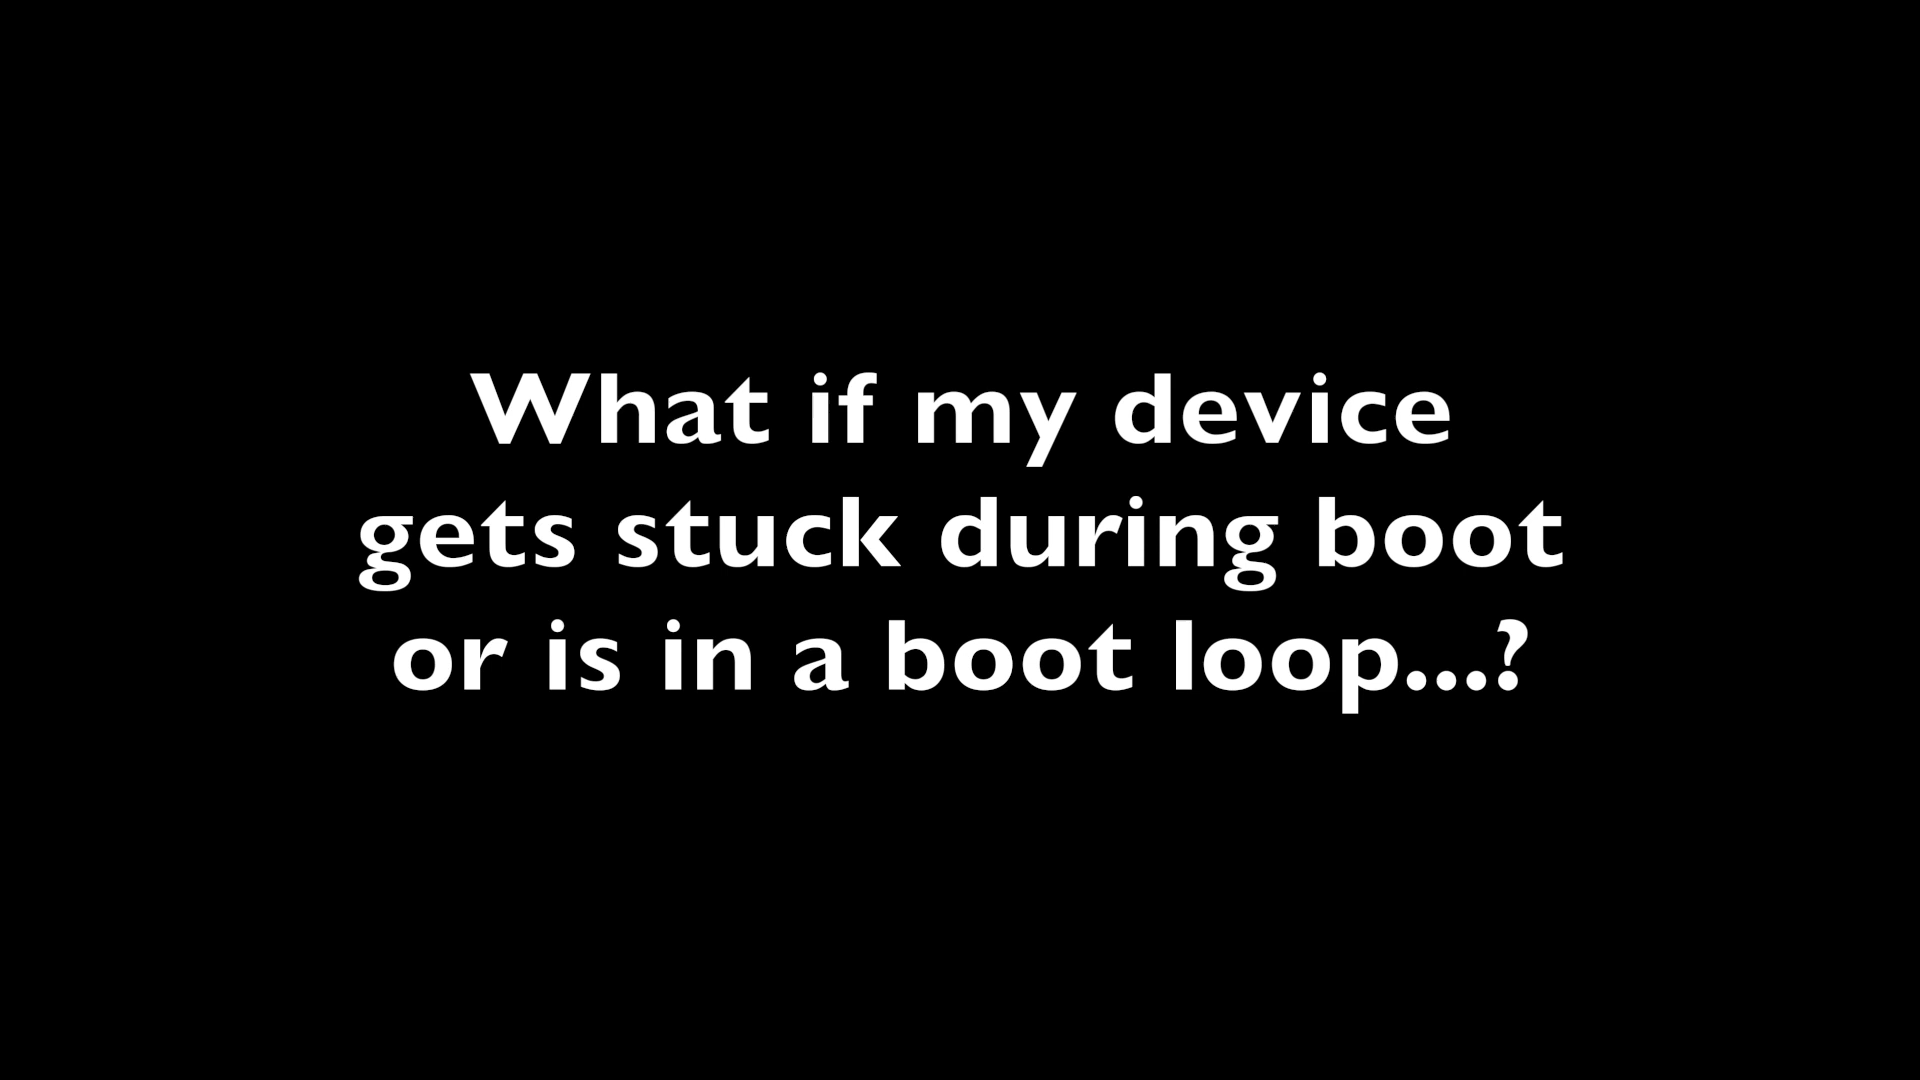 What if my device
gets stuck during boot
or is in a boot loop...?